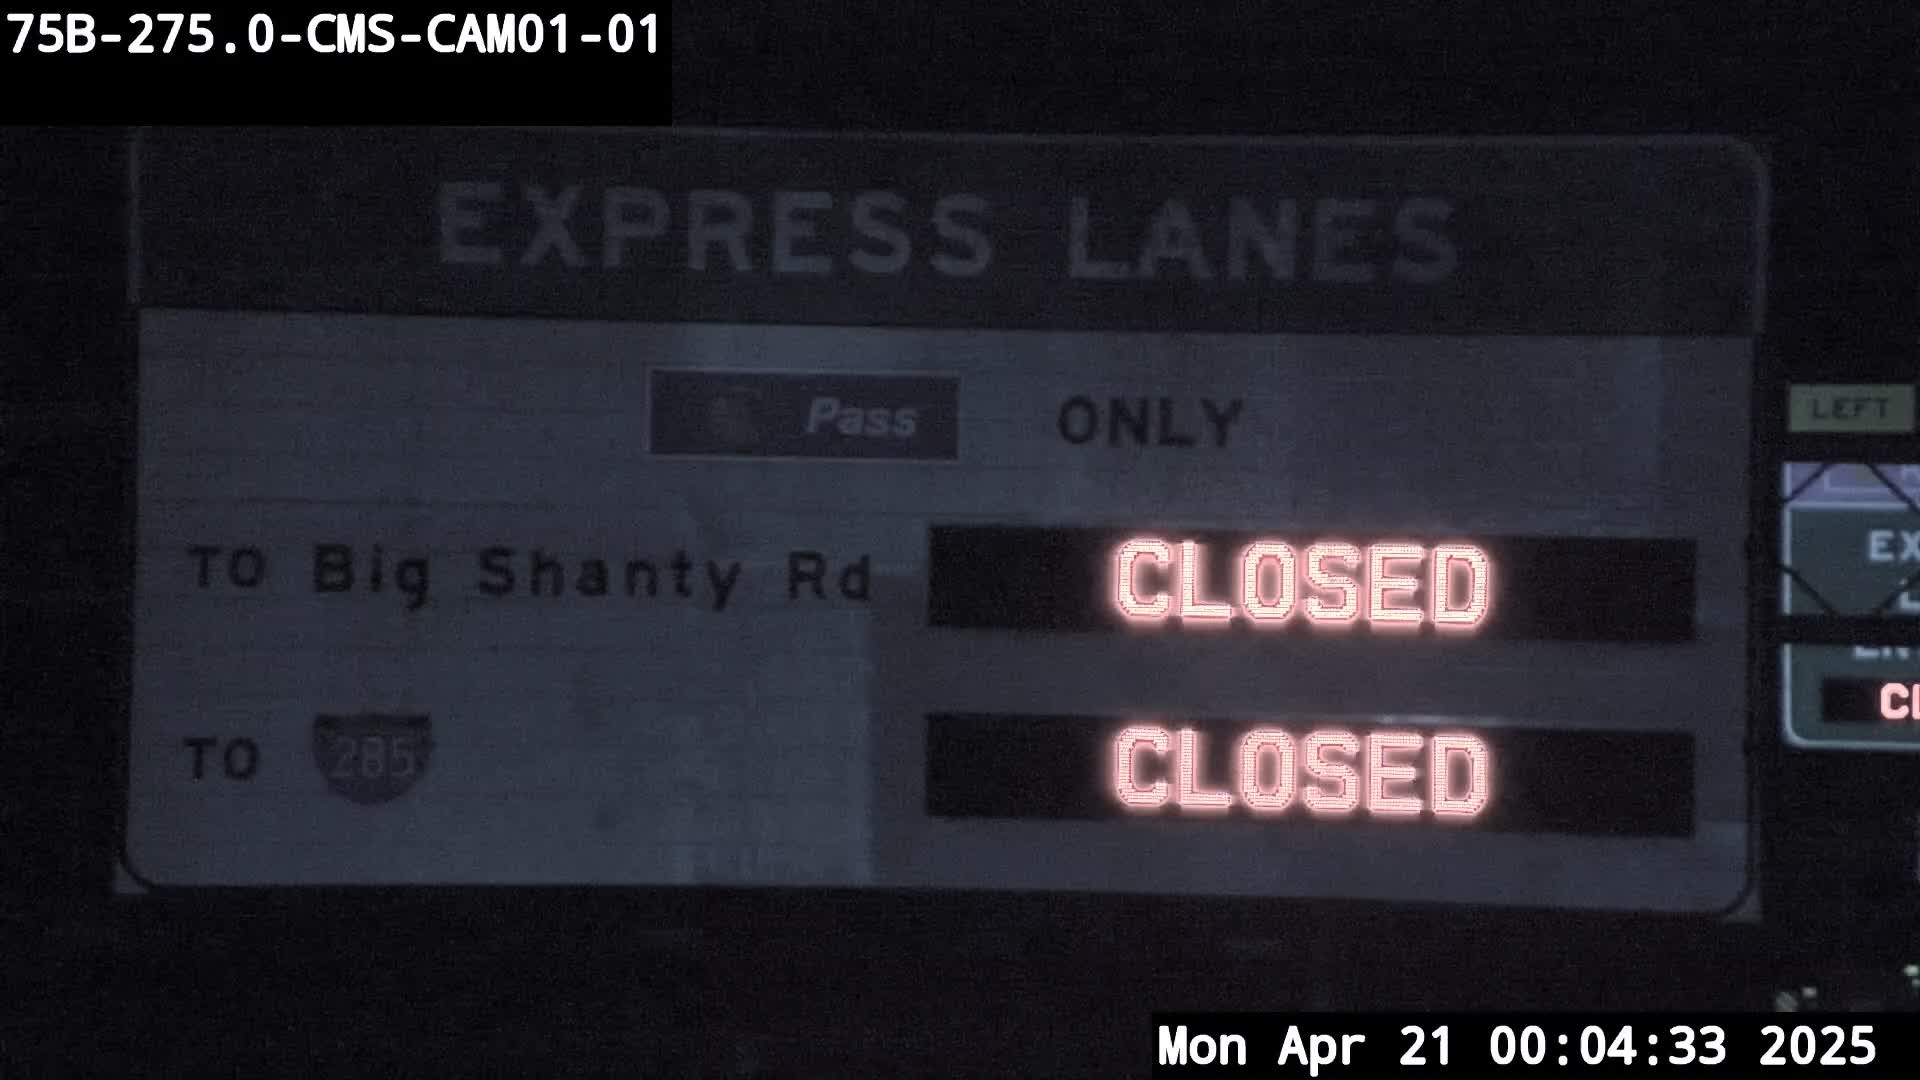 75B-275.0-CMS-CAM01-01
EXPRESS LANES
Pass ONLY
TO Big Shanty Rd CLOSED
TO 285 CLOSED
LEFT
Mon Apr 21 00:04:33 2025